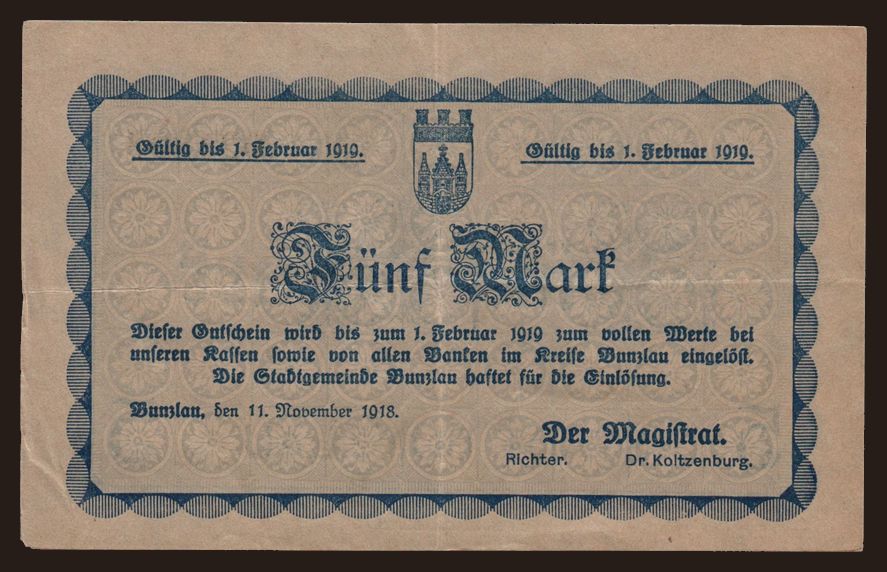 Gültig bis 1. Februar 1919.
Gültig bis 1. Februar 1919.
Fünf Mark
Dieser Gutschein wird bis zum 1. Februar 1919 zum vollen Werte bei
unseren Kassen sowie von allen Banken im Kreise Bunzlau eingelöst.
Die Stadtgemeinde Bunzlau haftet für die Einlösung.
Bunzlau, den 11. November 1918.
Der Magistrat.
Richter. Dr. Koltzenburg.